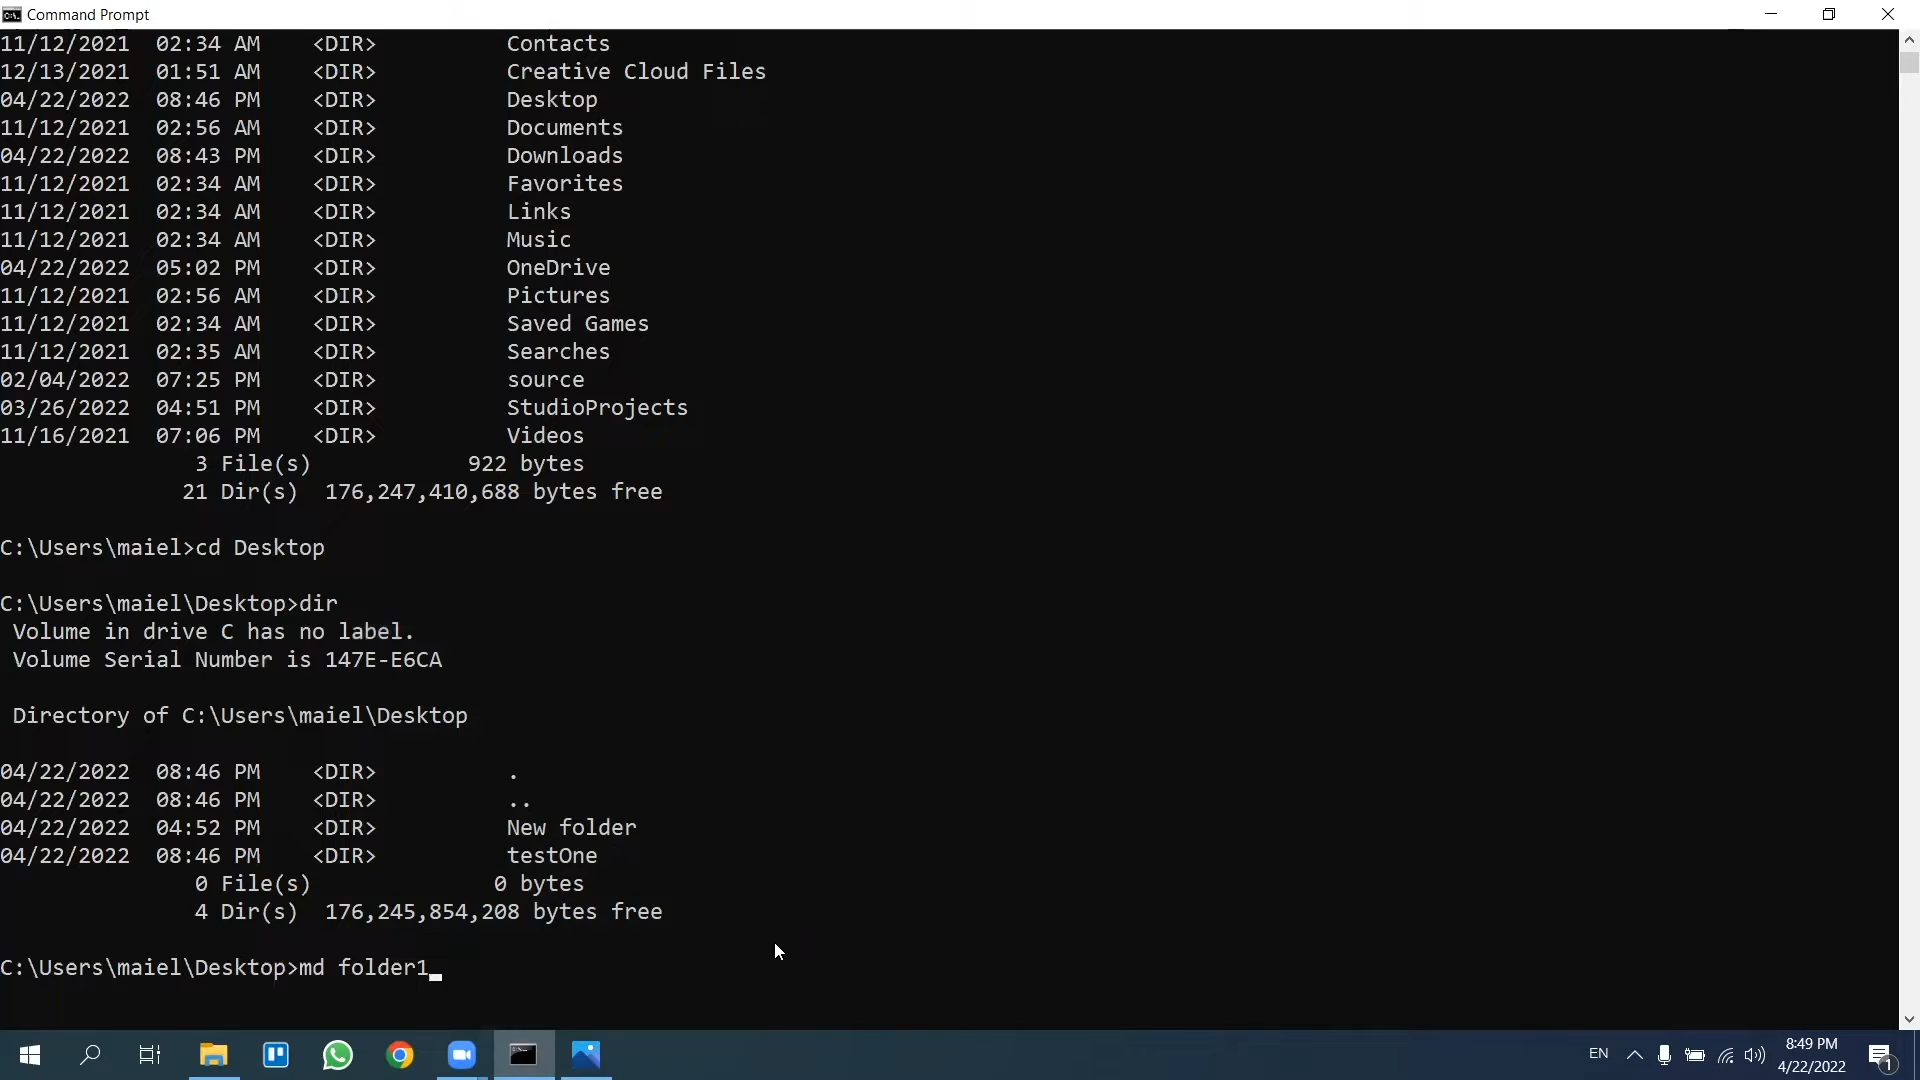 Command Prompt
11/12/2021  02:34 AM    <DIR>          Contacts
12/13/2021  01:51 AM    <DIR>          Creative Cloud Files
04/22/2022  08:46 PM    <DIR>          Desktop
11/12/2021  02:56 AM    <DIR>          Documents
04/22/2022  08:43 PM    <DIR>          Downloads
11/12/2021  02:34 AM    <DIR>          Favorites
11/12/2021  02:34 AM    <DIR>          Links
11/12/2021  02:34 AM    <DIR>          Music
04/22/2022  05:02 PM    <DIR>          OneDrive
11/12/2021  02:56 AM    <DIR>          Pictures
11/12/2021  02:34 AM    <DIR>          Saved Games
11/12/2021  02:35 AM    <DIR>          Searches
02/04/2022  07:25 PM    <DIR>          source
03/26/2022  04:51 PM    <DIR>          StudioProjects
11/16/2021  07:06 PM    <DIR>          Videos
               3 File(s)            922 bytes
              21 Dir(s)  176,247,410,688 bytes free
C:\Users\maiel>cd Desktop
C:\Users\maiel\Desktop>dir
 Volume in drive C has no label.
 Volume Serial Number is 147E-E6CA
 Directory of C:\Users\maiel\Desktop
04/22/2022  08:46 PM    <DIR>          .
04/22/2022  08:46 PM    <DIR>          ..
04/22/2022  04:52 PM    <DIR>          New folder
04/22/2022  08:46 PM    <DIR>          testOne
               0 File(s)              0 bytes
               4 Dir(s)  176,245,854,208 bytes free
C:\Users\maiel\Desktop>md folder1_
EN
8:49 PM
4/22/2022
1